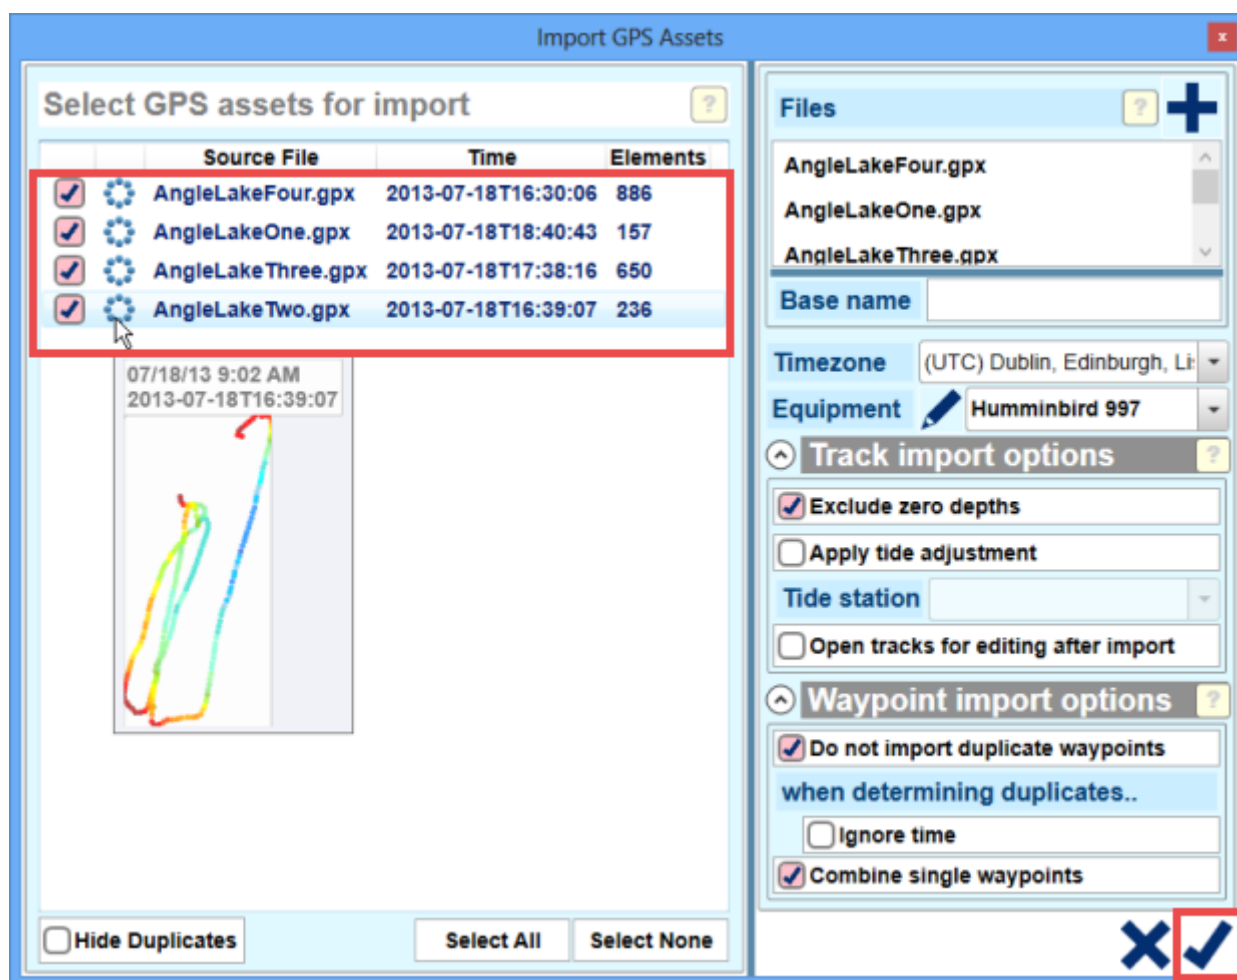 Import GPS Assets
x
Select GPS assets for import
?
Source File Time Elements
AngleLakeFour.gpx 2013-07-18T16:30:06 886
AngleLakeOne.gpx 2013-07-18T18:40:43 157
AngleLakeThree.gpx 2013-07-18T17:38:16 650
AngleLakeTwo.gpx 2013-07-18T16:39:07 236
07/18/13 9:02 AM
2013-07-18T16:39:07
Hide Duplicates
Select All
Select None
Files
?
AngleLakeFour.gpx
AngleLakeOne.gpx
AngleLakeThree.gpx
Base name
Timezone (UTC) Dublin, Edinburgh, Li
Equipment Humminbird 997
Track import options
?
Exclude zero depths
Apply tide adjustment
Tide station
Open tracks for editing after import
Waypoint import options
?
Do not import duplicate waypoints
when determining duplicates..
Ignore time
Combine single waypoints